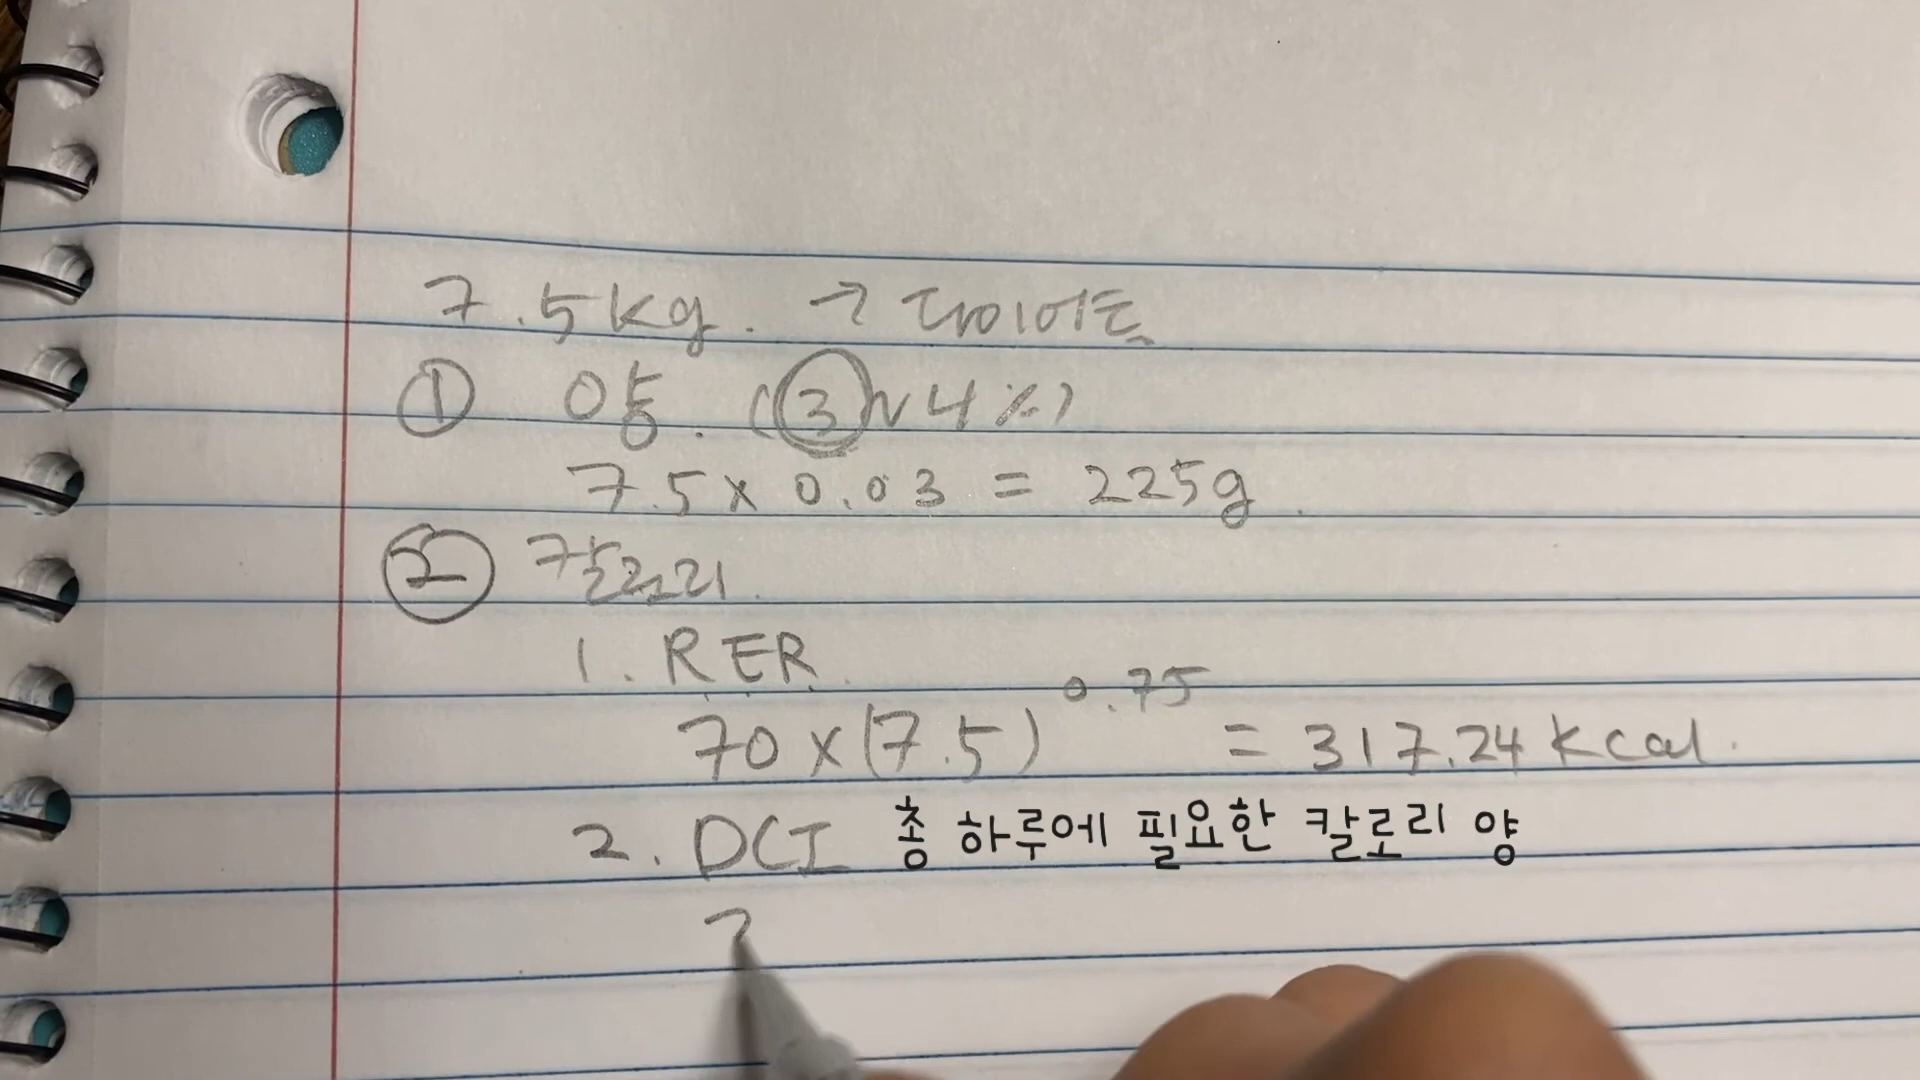 7.5kg. → 다이어트
① 양. (3~4%)
7.5 x 0.03 = 225g.
② 칼로리.
1. RER.
70 x (7.5)^0.75 = 317.24 kcal.
2. DCI 총 하루에 필요한 칼로리 양